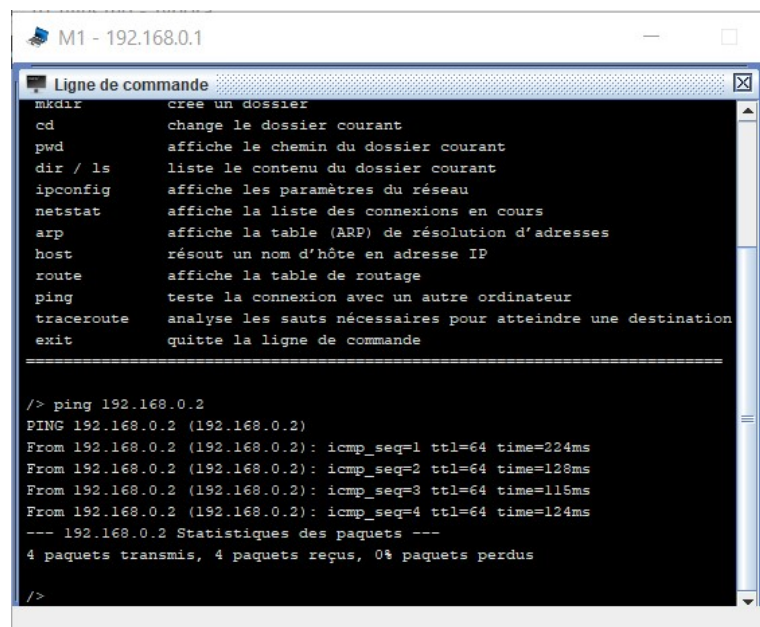 M1 - 192.168.0.1
Ligne de commande
mkdir crée un dossier
cd change le dossier courant
pwd affiche le chemin du dossier courant
dir / ls liste le contenu du dossier courant
ipconfig affiche les paramètres du réseau
netstat affiche la liste des connexions en cours
arp affiche la table (ARP) de résolution d'adresses
host résout un nom d'hôte en adresse IP
route affiche la table de routage
ping teste la connexion avec un autre ordinateur
traceroute analyse les sauts nécessaires pour atteindre une destination
exit quitte la ligne de commande
/> ping 192.168.0.2
PING 192.168.0.2 (192.168.0.2)
From 192.168.0.2 (192.168.0.2): icmp_seq=1 ttl=64 time=224ms
From 192.168.0.2 (192.168.0.2): icmp_seq=2 ttl=64 time=128ms
From 192.168.0.2 (192.168.0.2): icmp_seq=3 ttl=64 time=115ms
From 192.168.0.2 (192.168.0.2): icmp_seq=4 ttl=64 time=124ms
--- 192.168.0.2 Statistiques des paquets ---
4 paquets transmis, 4 paquets reçus, 0% paquets perdus
/>